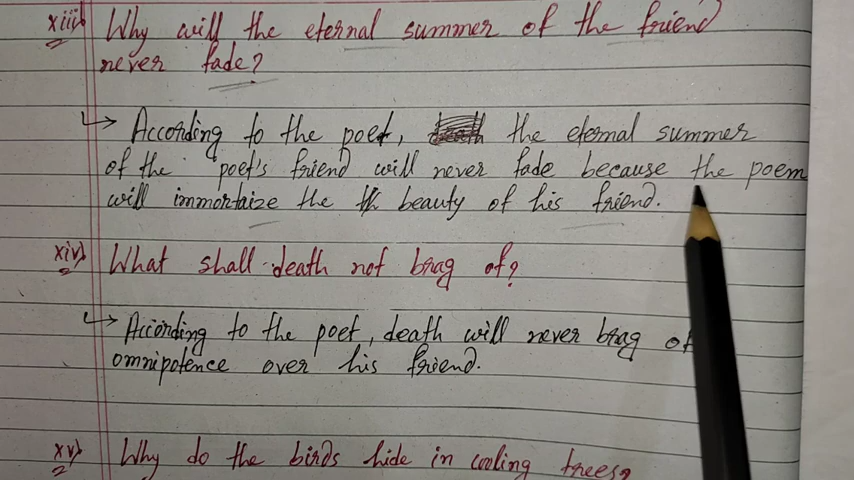 xiii) Why will the eternal summer of the friend
never fade?
↳ According to the poet, the eternal summer
of the poet's friend will never fade because the poem
will immortaize the beauty of his friend.
xiv) What shall death not brag of?
↳ According to the poet, death will never brag of
omnipotence over his friend.
xv) Why do the birds hide in cooling trees?